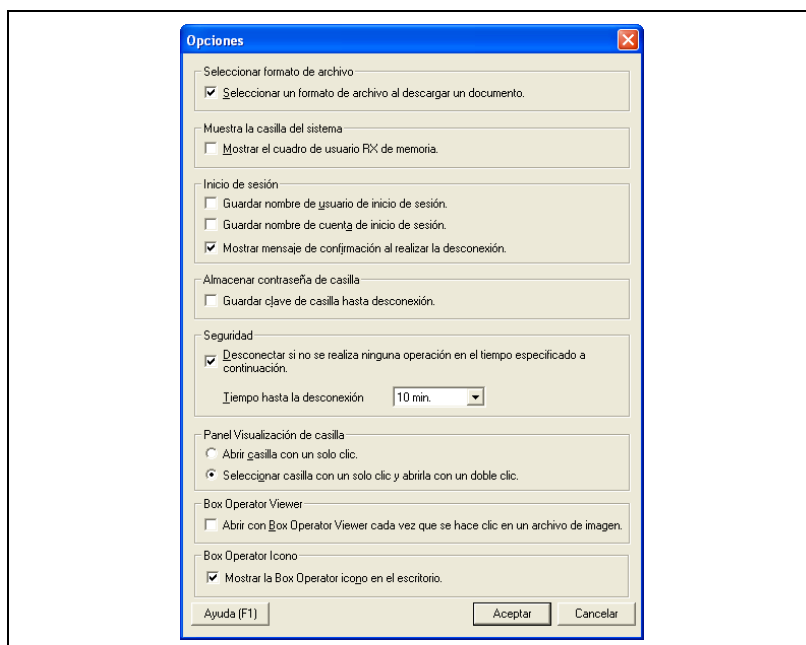 Opciones
Seleccionar formato de archivo
Seleccionar un formato de archivo al descargar un documento.
Muestra la casilla del sistema
Mostrar el cuadro de usuario RX de memoria.
Inicio de sesión
Guardar nombre de usuario de inicio de sesión.
Guardar nombre de cuenta de inicio de sesión.
Mostrar mensaje de confirmación al realizar la desconexión.
Almacenar contraseña de casilla
Guardar clave de casilla hasta desconexión.
Seguridad
Desconectar si no se realiza ninguna operación en el tiempo especificado a
continuación.
Tiempo hasta la desconexión 10 min.
Panel Visualización de casilla
Abrir casilla con un solo clic.
Seleccionar casilla con un solo clic y abrirla con un doble clic.
Box Operator Viewer
Abrir con Box Operator Viewer cada vez que se hace clic en un archivo de imagen.
Box Operator Icono
Mostrar la Box Operator icono en el escritorio.
Ayuda (F1) Aceptar Cancelar